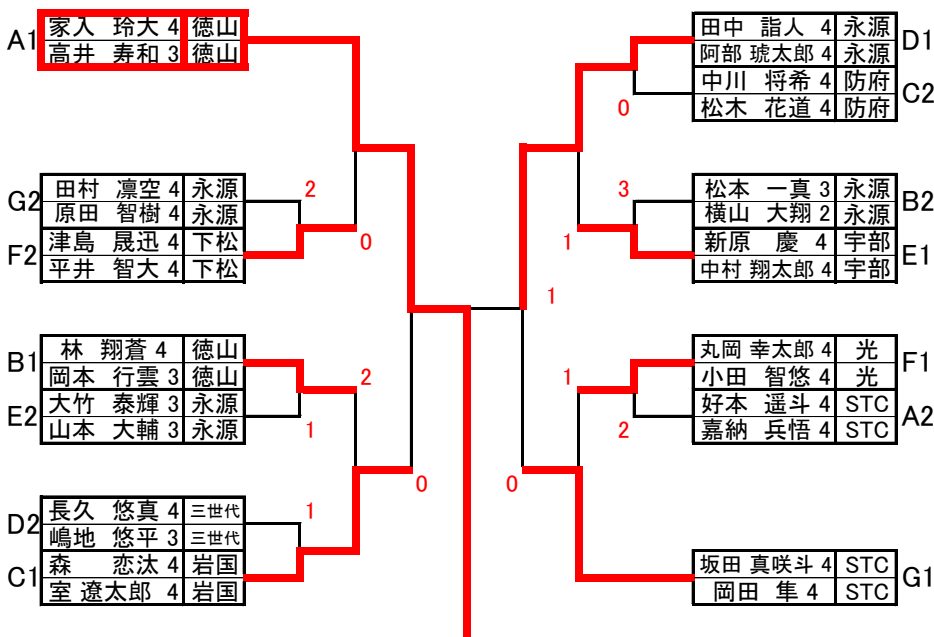 A1
家入 玲大 4 徳山
高井 寿和 3 徳山
G2
田村 凛空 4 永源
原田 智樹 4 永源
2
F2
津島 晟迅 4 下松
平井 智大 4 下松
0
B1
林 翔蒼 4 徳山
岡本 行雲 3 徳山
2
E2
大竹 泰輝 3 永源
山本 大輔 3 永源
1
0
D2
長久 悠真 4 三世代
嶋地 悠平 3 三世代
1
C1
森 恋汰 4 岩国
室 遼太郎 4 岩国
田中 詣人 4 永源
阿部 琥太郎 4 永源
D1
中川 将希 4 防府
松木 花道 4 防府
C2
0
松本 一真 3 永源
横山 大翔 2 永源
B2
3
新原 慶 4 宇部
中村 翔太郎 4 宇部
E1
1
1
丸岡 幸太郎 4 光
小田 智悠 4 光
F1
1
好本 遥斗 4 STC
嘉納 兵悟 4 STC
A2
2
0
坂田 真咲斗 4 STC
岡田 隼 4 STC
G1